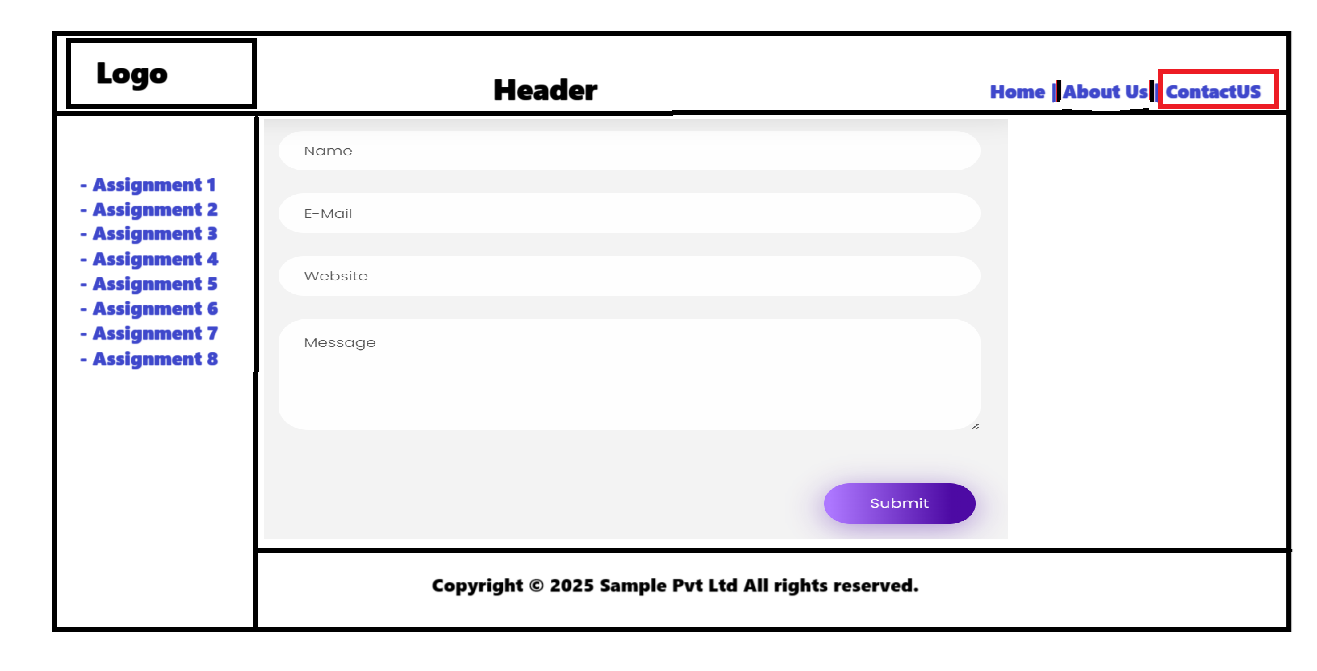 Logo
Header
Home | About Us | ContactUS
- Assignment 1
- Assignment 2
- Assignment 3
- Assignment 4
- Assignment 5
- Assignment 6
- Assignment 7
- Assignment 8
Name
E-Mail
Website
Message
Submit
Copyright © 2025 Sample Pvt Ltd All rights reserved.